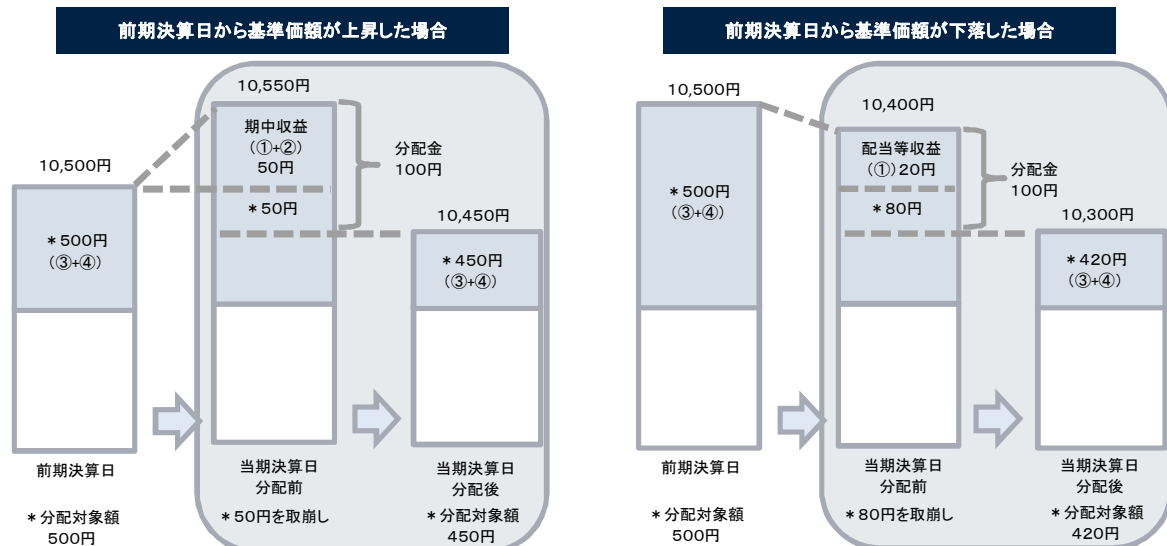 前期決算日から基準価額が上昇した場合
10,550円
期中収益
（①+②）
50円
分配金
100円
10,500円
＊50円
10,450円
＊500円
（③+④）
＊450円
（③+④）
前期決算日
当期決算日
分配前
当期決算日
分配後
＊分配対象額
500円
＊50円を取崩し
＊分配対象額
450円
前期決算日から基準価額が下落した場合
10,500円
10,400円
配当等収益
（①）20円
分配金
100円
＊500円
（③+④）
＊80円
10,300円
＊420円
（③+④）
前期決算日
当期決算日
分配前
当期決算日
分配後
＊分配対象額
500円
＊80円を取崩し
＊分配対象額
420円